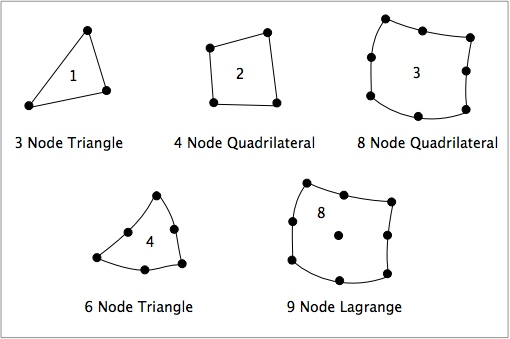 1
2
3
3 Node Triangle
4 Node Quadrilateral
8 Node Quadrilateral
4
8
6 Node Triangle
9 Node Lagrange